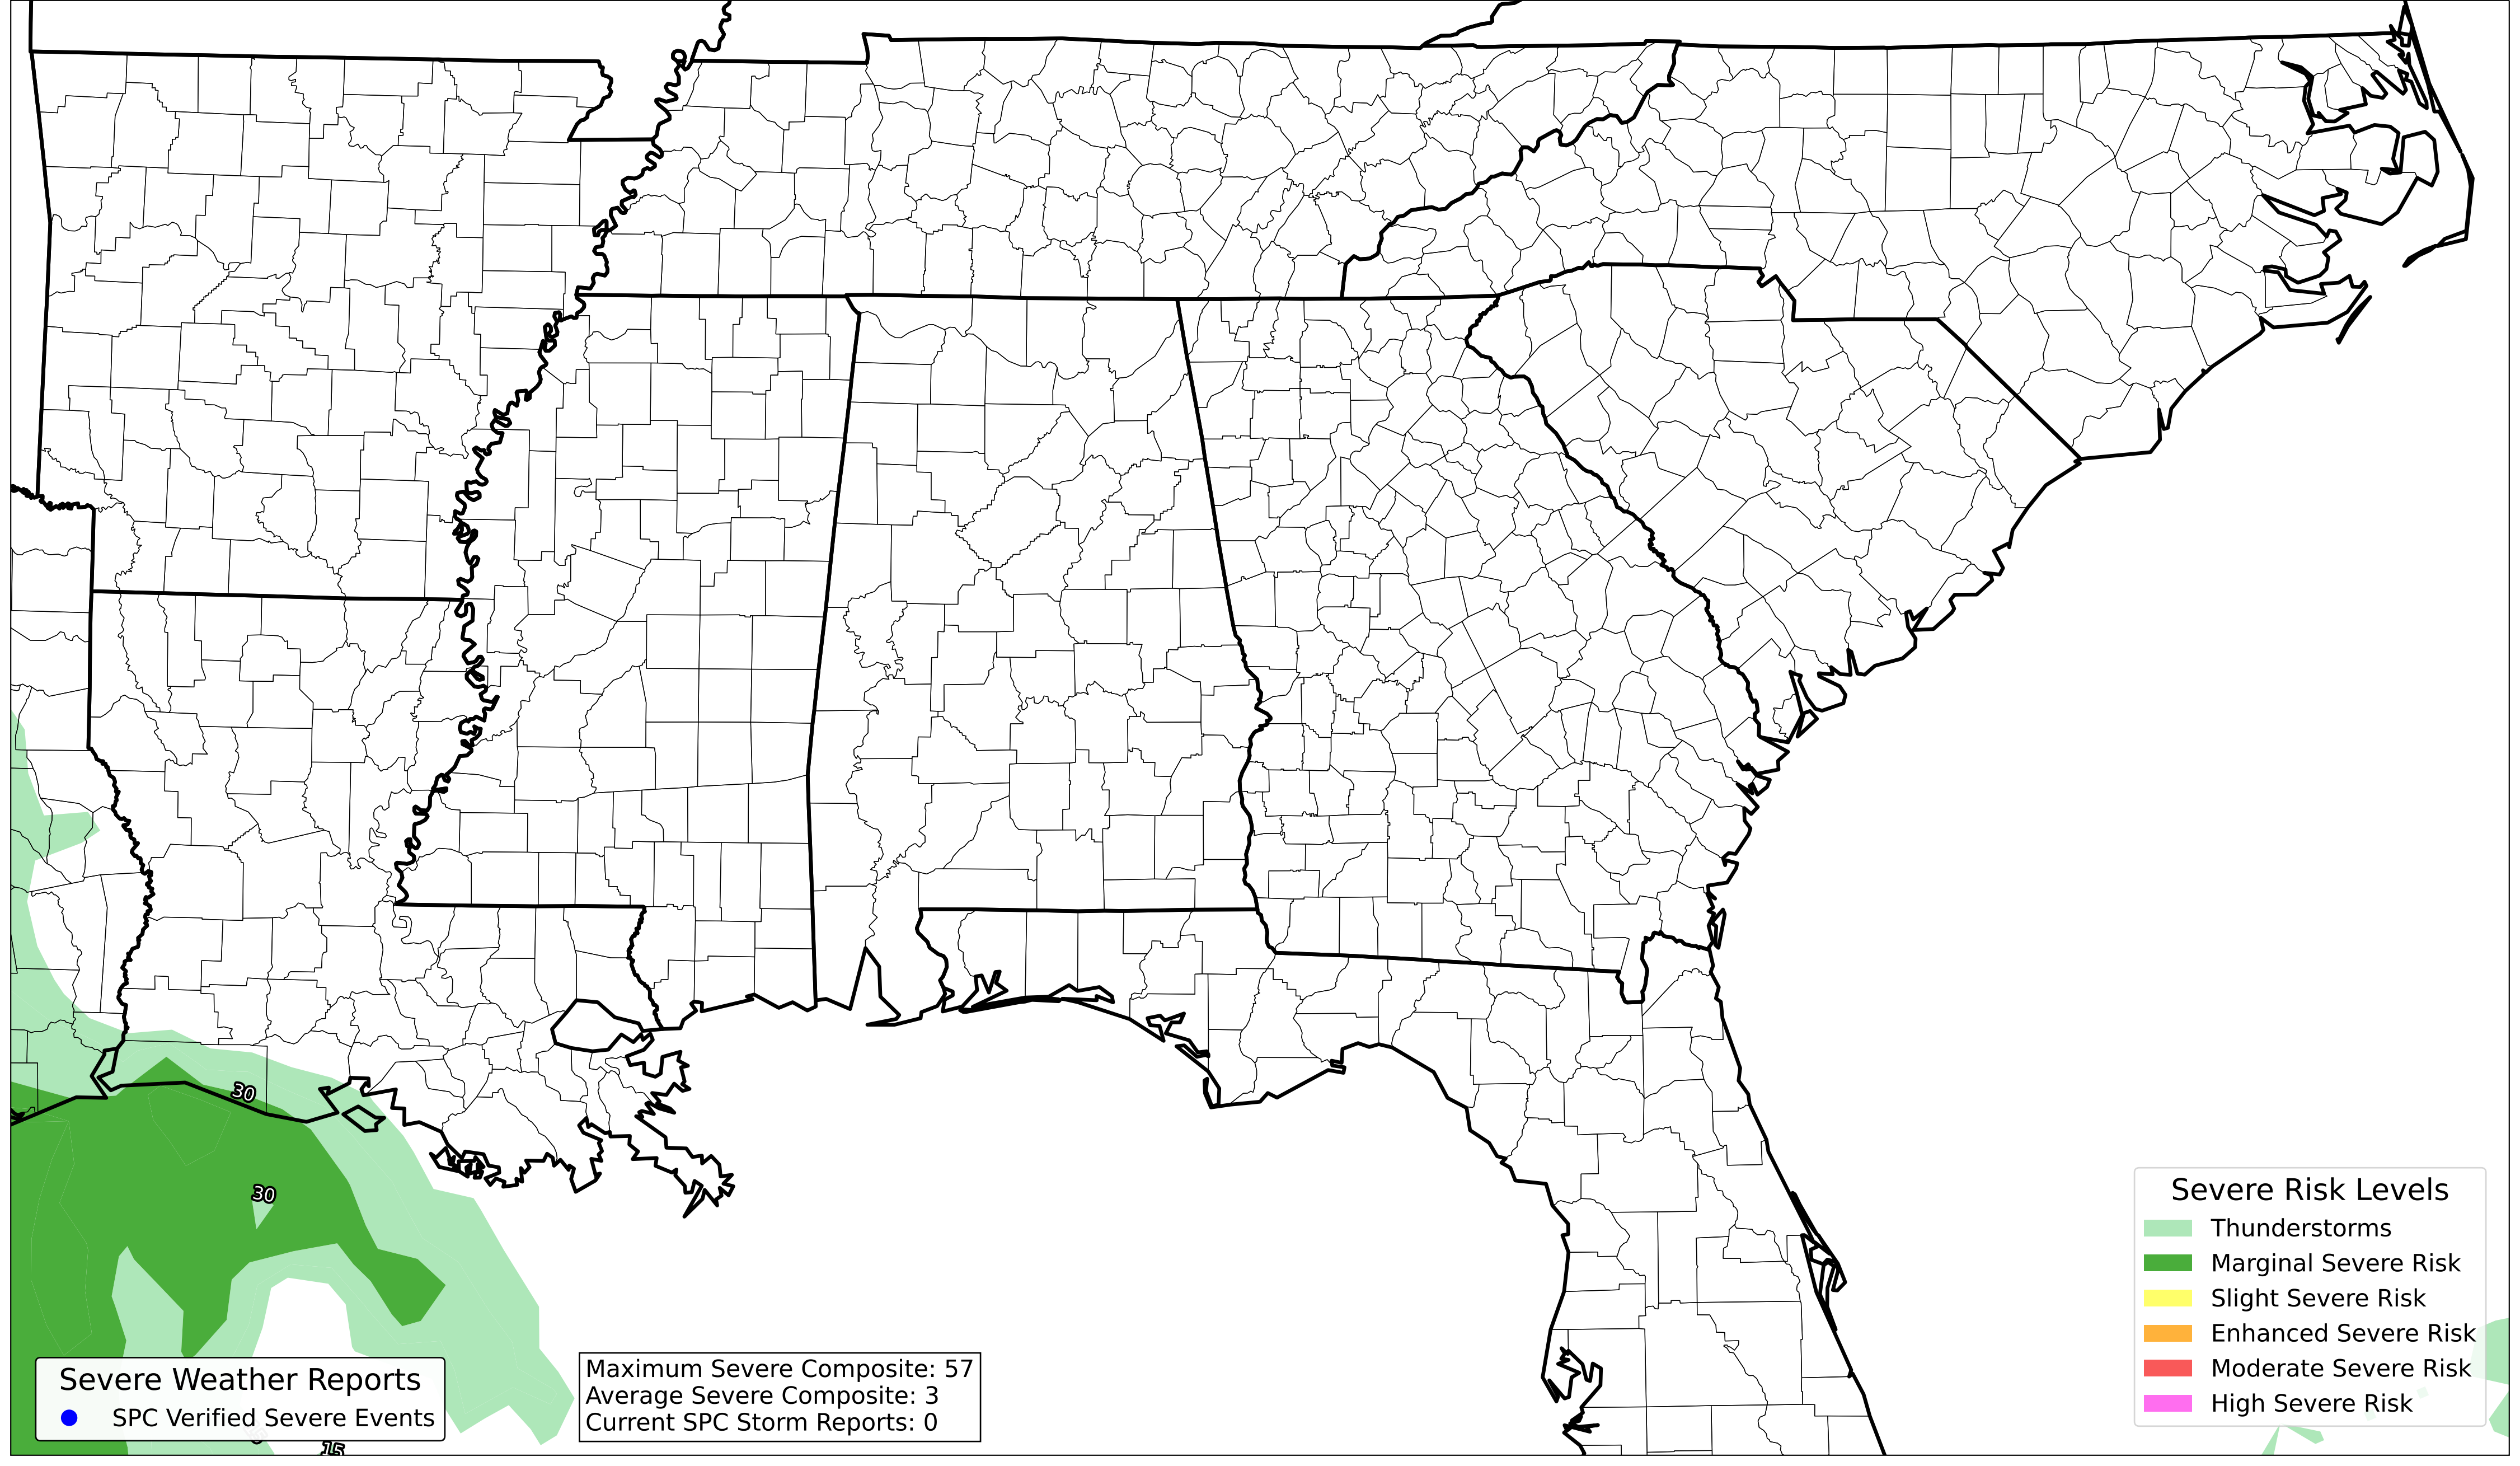 30
30
Severe Weather Reports
SPC Verified Severe Events
15
Maximum Severe Composite: 57
Average Severe Composite: 3
Current SPC Storm Reports: 0
Severe Risk Levels
Thunderstorms
Marginal Severe Risk
Slight Severe Risk
Enhanced Severe Risk
Moderate Severe Risk
High Severe Risk